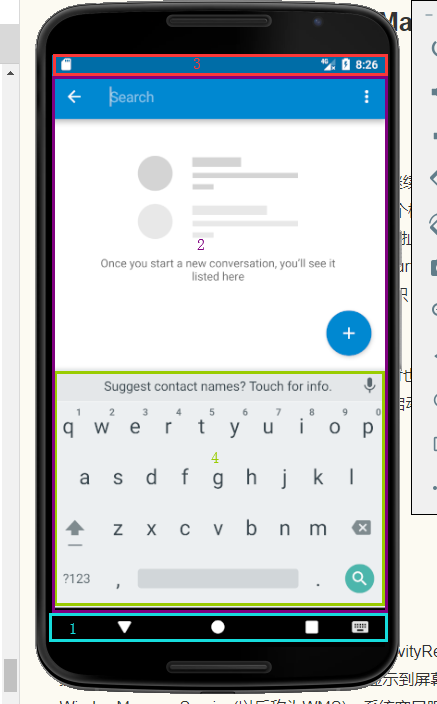 Ma
3
4G
8:26
Search
2
Once you start a new conversation, you'll see it
listed here
Suggest contact names? Touch for info.
1 2 3 4 5 6 7 8 9 0
q w e r t y u i o p
a s d f g h j k l
4
z x c v b n m
?123 , .
1